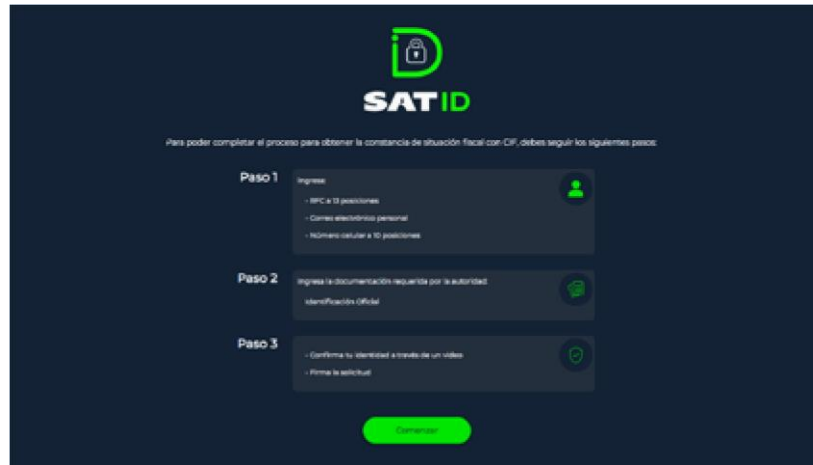 SATID
Para poder completar el proceso para obtener la constancia de situación fiscal con CIF, debes seguir los siguientes pasos:
Paso 1
Ingresa:
- RFC a 13 posiciones
- Correo electrónico personal
- Número celular a 10 posiciones
Paso 2
Ingresa la documentación requerida por la autoridad:
Identificación Oficial
Paso 3
- Confirma tu identidad a través de un video
- Firma la solicitud
Comenzar